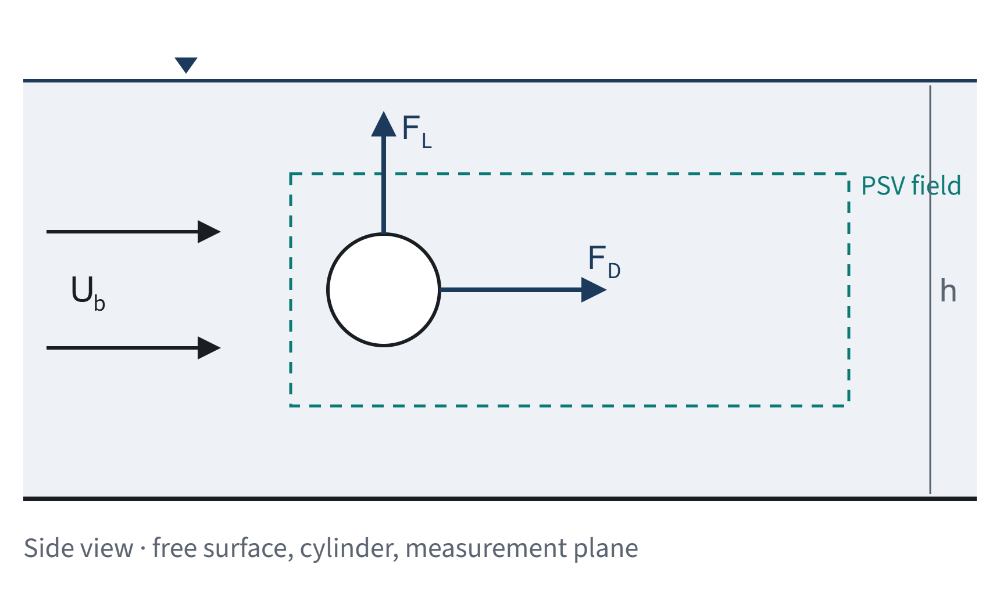 F_L
PSV field
F_D
U_b
h
Side view · free surface, cylinder, measurement plane